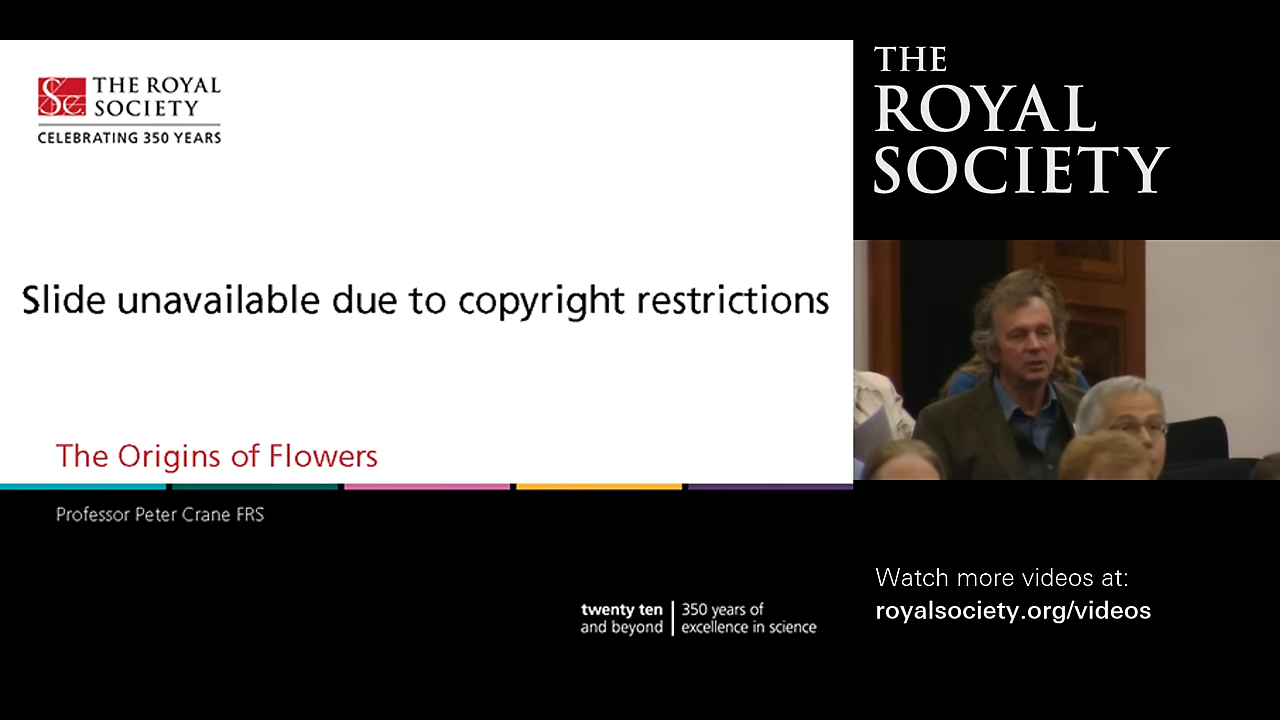 THE ROYAL
SOCIETY
CELEBRATING 350 YEARS
Slide unavailable due to copyright restrictions
The Origins of Flowers
Professor Peter Crane FRS
twenty ten
and beyond
350 years of
excellence in science
THE
ROYAL
SOCIETY
Watch more videos at:
royalsociety.org/videos